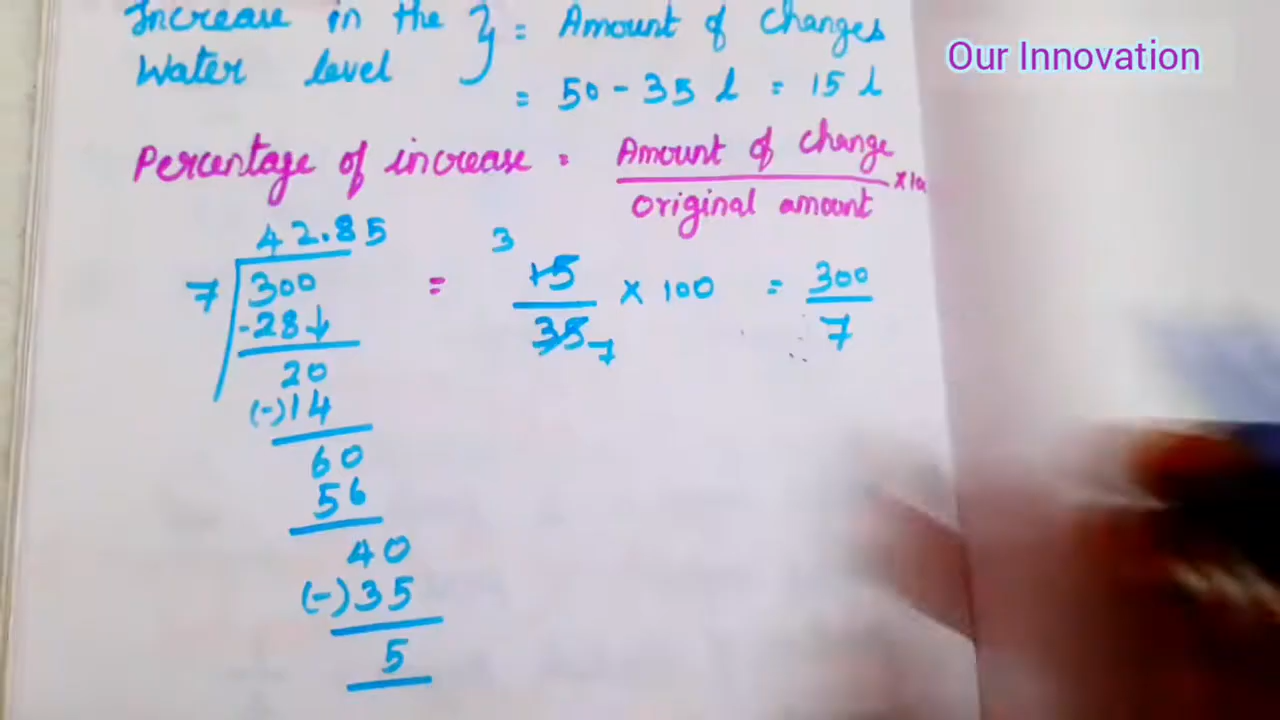 Increase in the } = Amount of changes
Water level
Our Innovation
= 50 - 35 l = 15 l
Percentage of increase = Amount of change / original amount × 10
42.85
7 300
= 3 15 / 35 7 × 100 = 300 / 7
-28↓
20
(-)14
60
56
40
(-)35
5